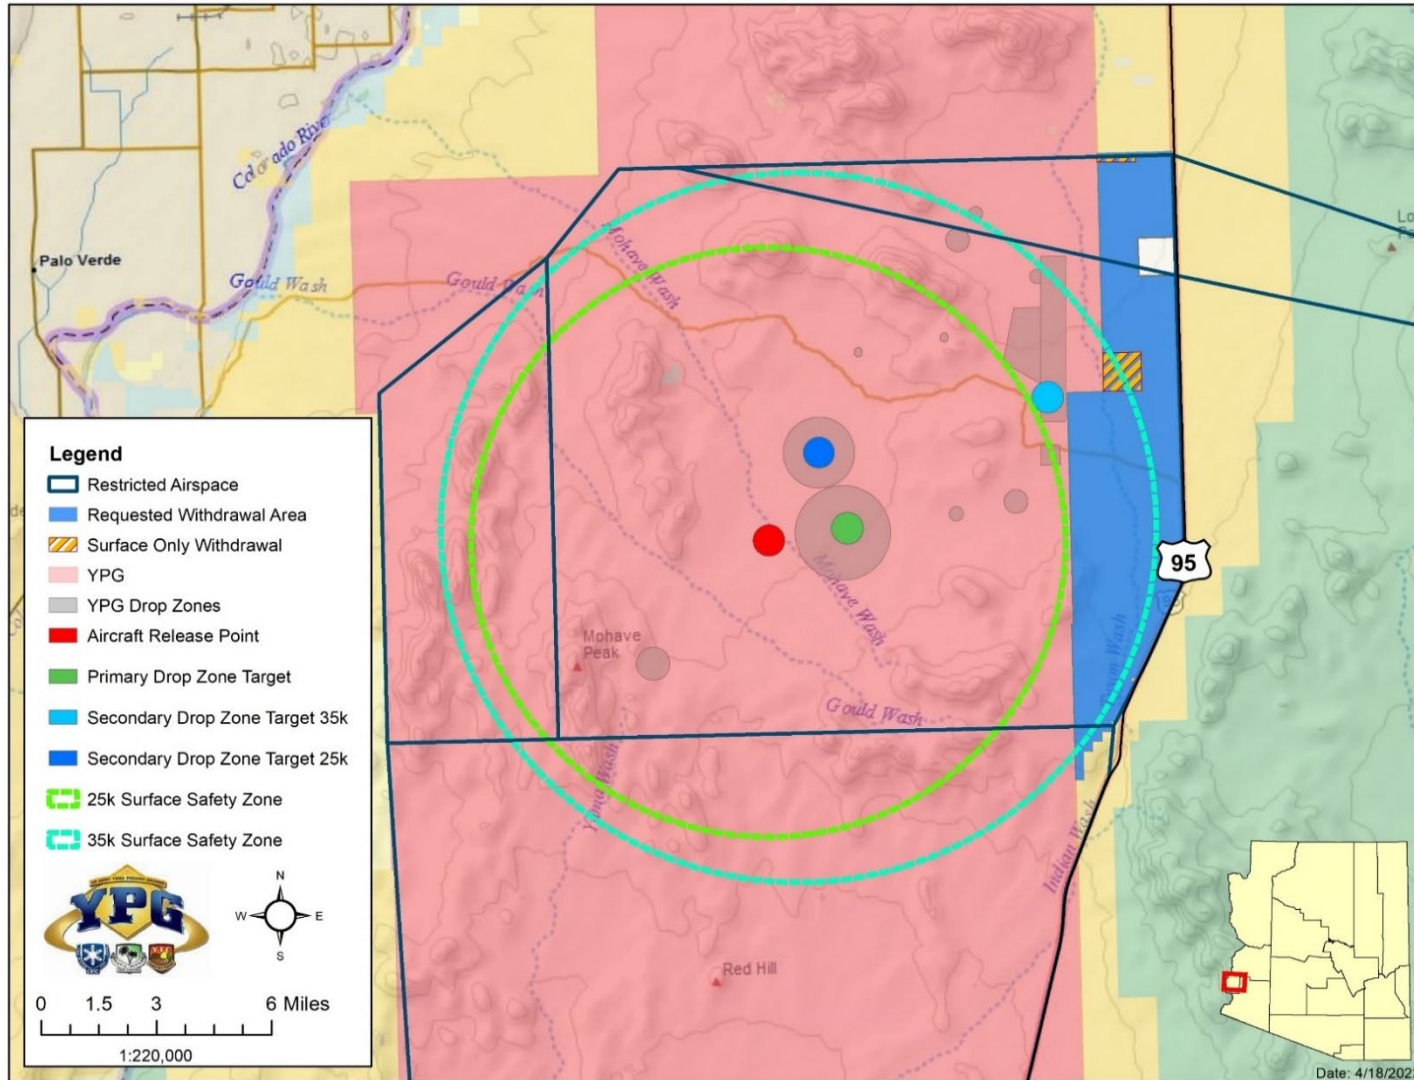 Colorado River
Palo Verde
Gould Wash
Gould Wash
Mohave Wash
95
Mohave Wash
Mohave
Peak
Gould Wash
Yuma Wash
Indian Wash
Red Hill
Legend
Restricted Airspace
Requested Withdrawal Area
Surface Only Withdrawal
YPG
YPG Drop Zones
Aircraft Release Point
Primary Drop Zone Target
Secondary Drop Zone Target 35k
Secondary Drop Zone Target 25k
25k Surface Safety Zone
35k Surface Safety Zone
YPG
N
W E
S
0 1.5 3 6 Miles
1:220,000